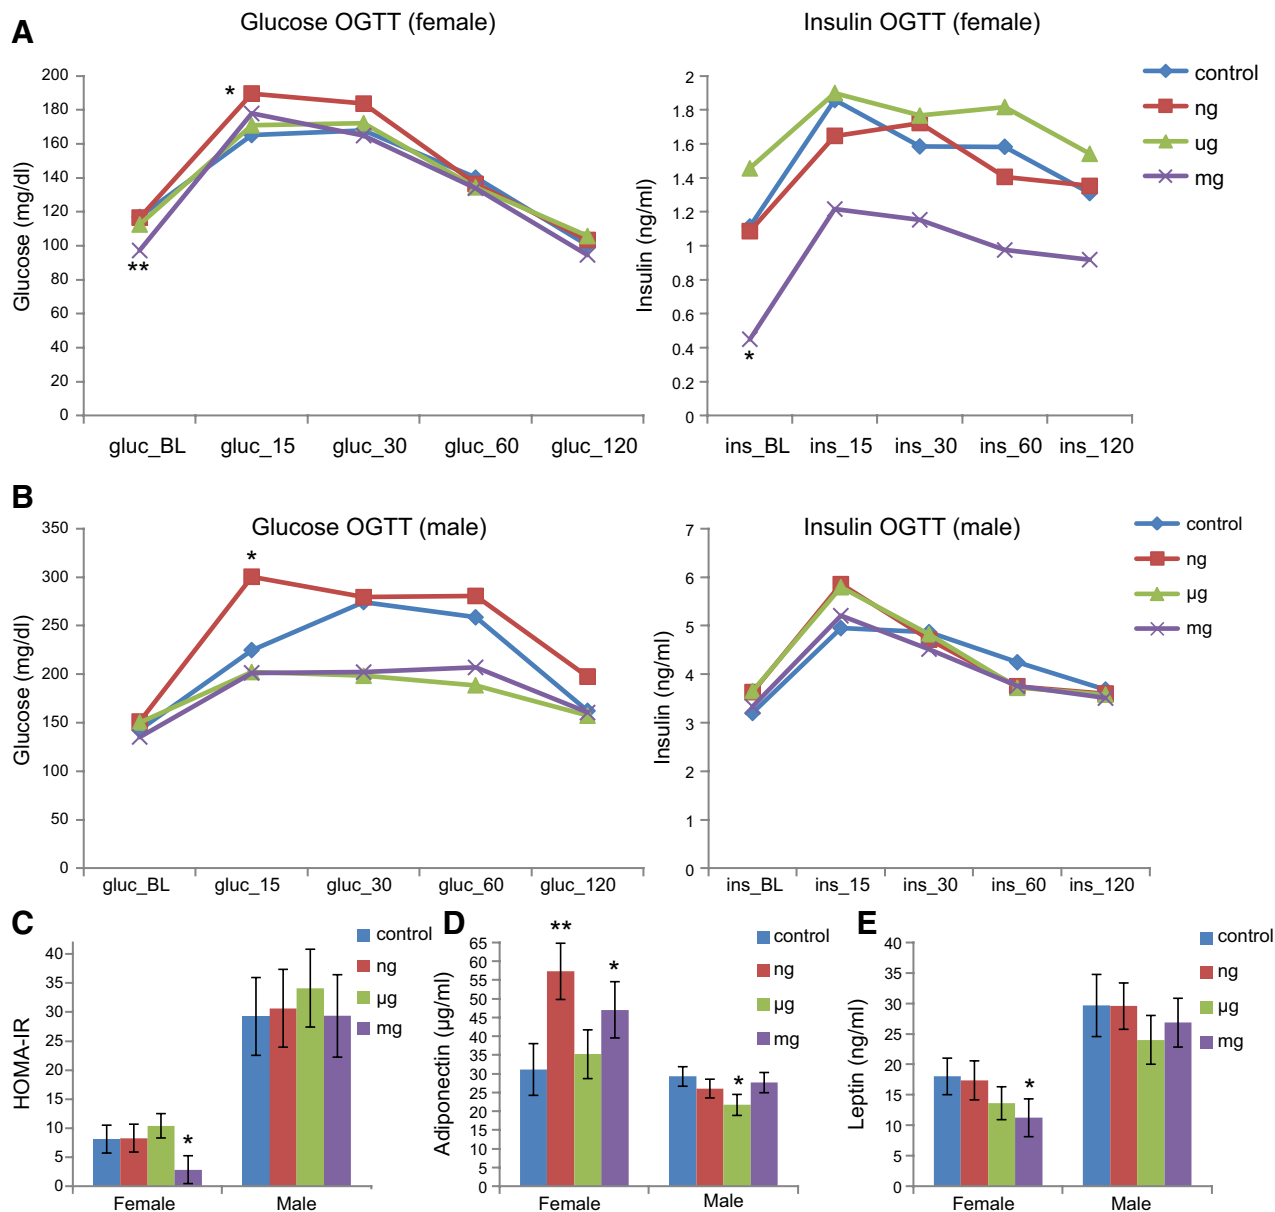 A
Glucose OGTT (female)
Insulin OGTT (female)
Glucose (mg/dl)
200
180
160
140
120
100
80
60
40
20
0
*
**
gluc_BL gluc_15 gluc_30 gluc_60 gluc_120
Insulin (ng/ml)
2
1.8
1.6
1.4
1.2
1
0.8
0.6
0.4
0.2
0
*
ins_BL ins_15 ins_30 ins_60 ins_120
control
ng
ug
mg
B
Glucose OGTT (male)
Insulin OGTT (male)
Glucose (mg/dl)
350
300
250
200
150
100
50
0
*
gluc_BL gluc_15 gluc_30 gluc_60 gluc_120
Insulin (ng/ml)
7
6
5
4
3
2
1
0
ins_BL ins_15 ins_30 ins_60 ins_120
control
ng
µg
mg
C
HOMA-IR
40
35
30
25
20
15
10
5
0
*
Female Male
control
ng
µg
mg
D
Adiponectin (µg/ml)
65
60
55
50
45
40
35
30
25
20
15
10
5
0
**
*
*
Female Male
control
ng
µg
mg
E
Leptin (ng/ml)
40
35
30
25
20
15
10
5
0
*
Female Male
control
ng
µg
mg